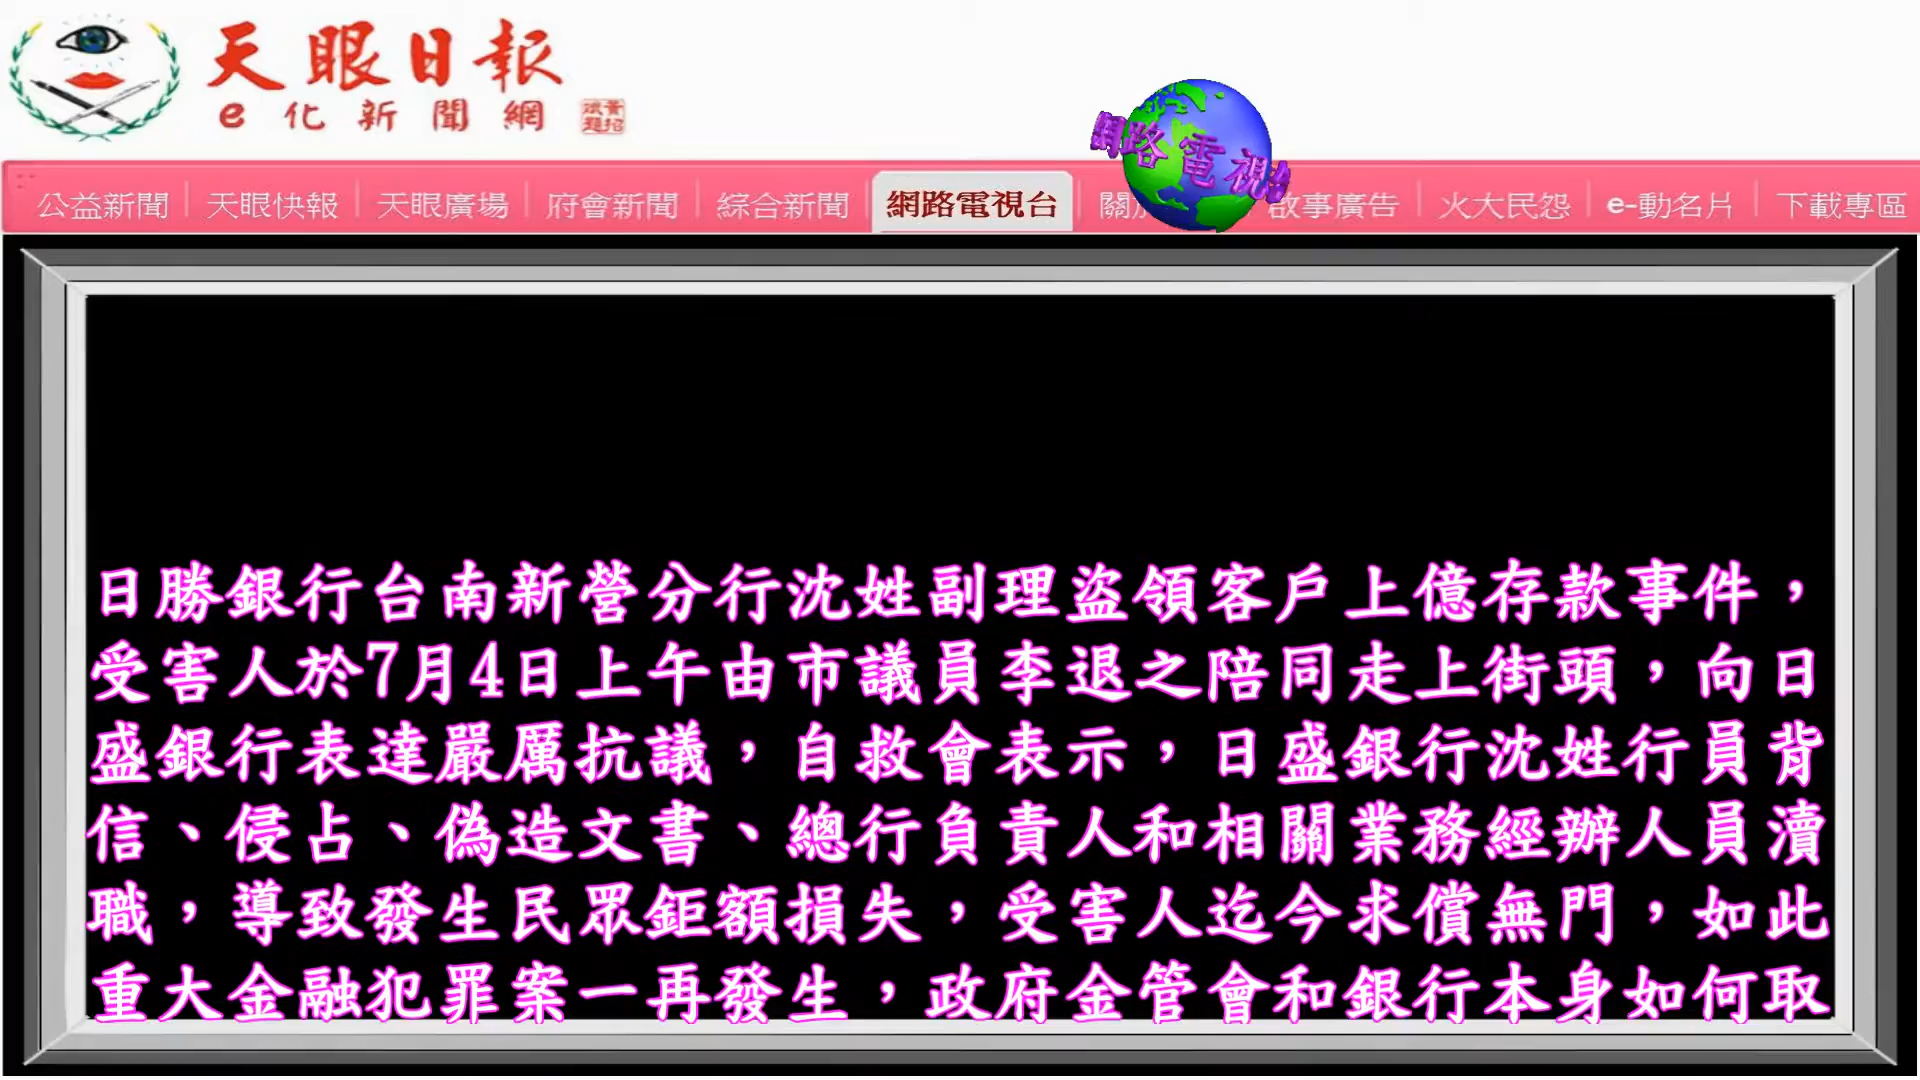 天眼日報
e化新聞網
網路電視
公益新聞
天眼快報
天眼廣場
府會新聞
綜合新聞
網路電視台
啟事廣告
火大民怨
e-動名片
下載專區
日勝銀行台南新營分行沈姓副理盜領客戶上億存款事件，
受害人於7月4日上午由市議員李退之陪同走上街頭，向日
盛銀行表達嚴厲抗議，自救會表示，日盛銀行沈姓行員背
信、侵占、偽造文書、總行負責人和相關業務經辦人員瀆
職，導致發生民眾鉅額損失，受害人迄今求償無門，如此
重大金融犯罪案一再發生，政府金管會和銀行本身如何取